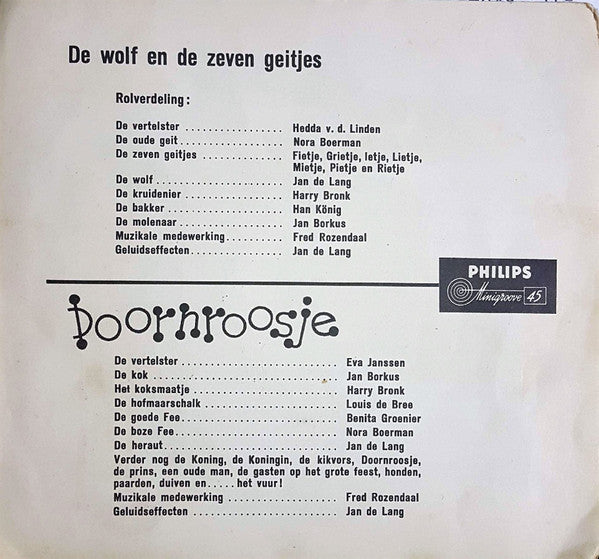 De wolf en de zeven geitjes
Rolverdeling:
De vertelster ................ Hedda v. d. Linden
De oude geit ................ Nora Boerman
De zeven geitjes ............. Fietje, Grietje, Ietje, Lietje,
Mietje, Pietje en Rietje
De wolf ..................... Jan de Lang
De kruidenier ................ Harry Bronk
De bakker ................... Han König
De molenaar ................. Jan Borkus
Muzikale medewerking ......... Fred Rozendaal
Geluidseffecten .............. Jan de Lang
PHILIPS
Minigroove 45
Doornroosje
De vertelster ........................... Eva Janssen
De kok ................................ Jan Borkus
Het koksmaatje ......................... Harry Bronk
De hofmaarschalk ....................... Louis de Bree
De goede Fee ........................... Benita Groenier
De boze Fee ............................ Nora Boerman
De heraut .............................. Jan de Lang
Verder nog de Koning, de Koningin, de kikvors, Doornroosje,
de prins, een oude man, de gasten op het grote feest, honden,
paarden, duiven en ..... het vuur!
Muzikale medewerking .................... Fred Rozendaal
Geluidseffecten ......................... Jan de Lang